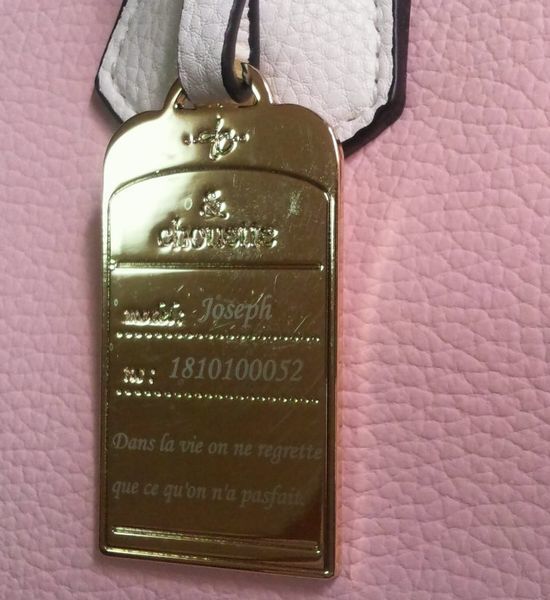 &
chouette
Joseph
1810100052
Dans la vie on ne regrette
que ce qu'on n'a pasfait.